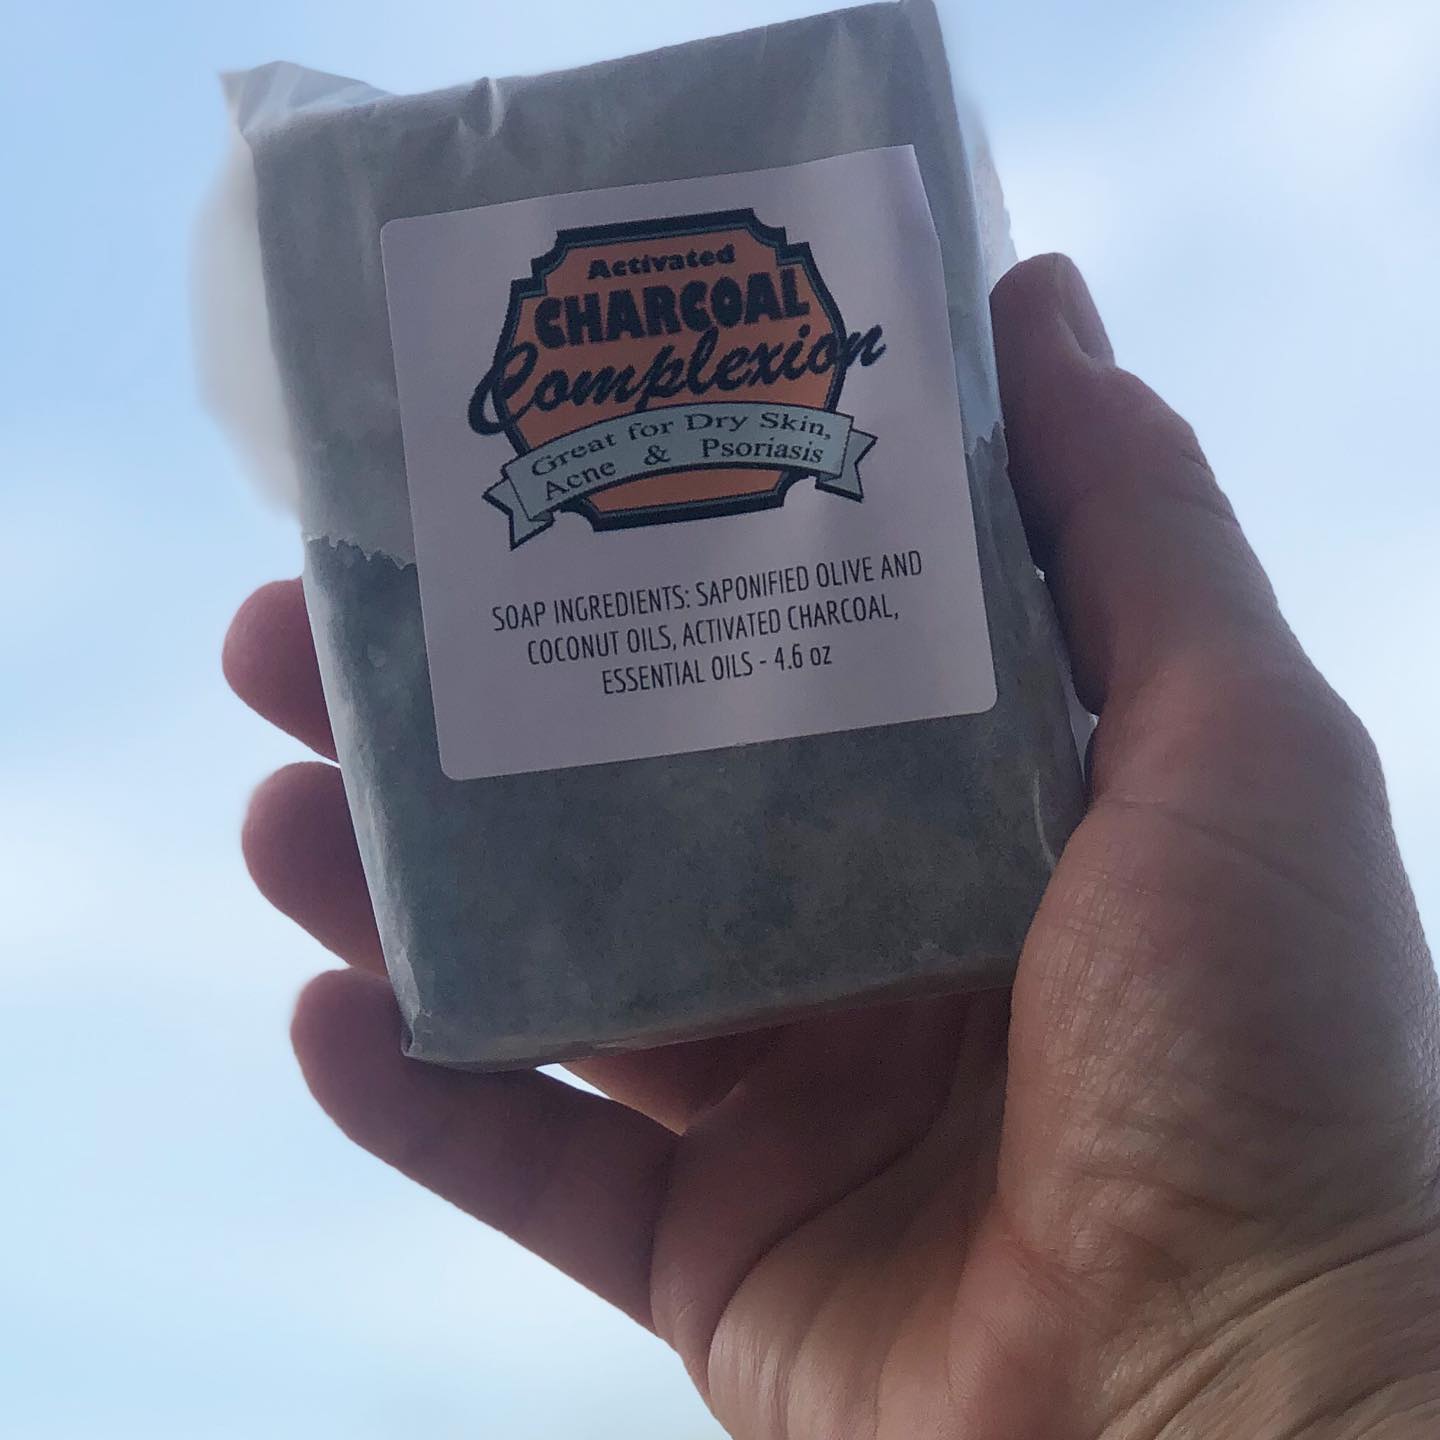 Activated
CHARCOAL
Complexion
Great for Dry Skin,
Acne & Psoriasis
SOAP INGREDIENTS: SAPONIFIED OLIVE AND
COCONUT OILS, ACTIVATED CHARCOAL,
ESSENTIAL OILS - 4.6 oz